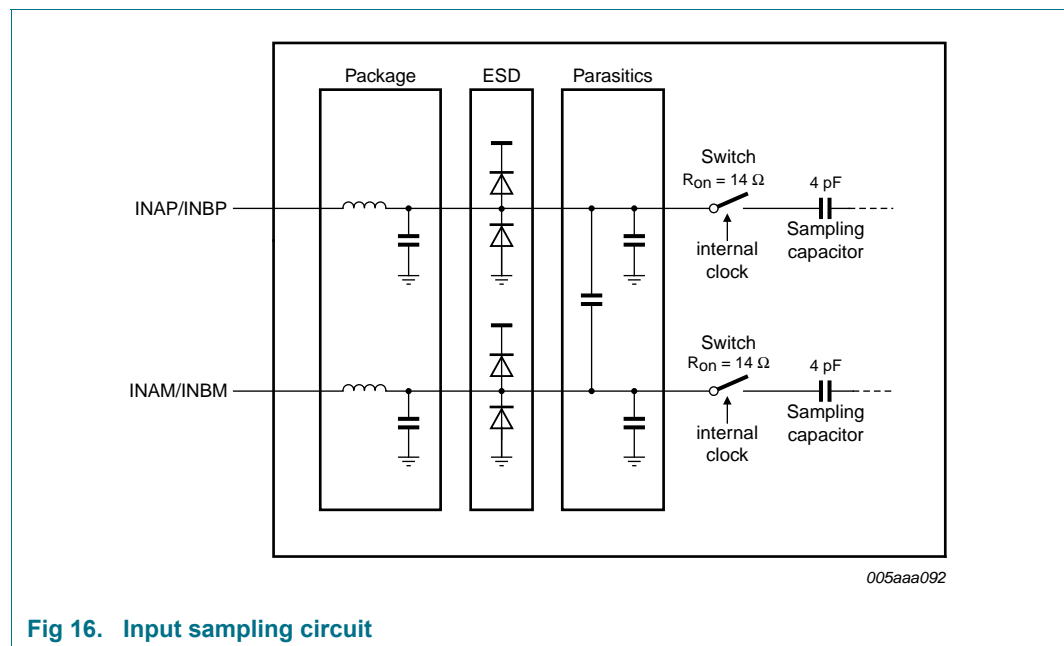 Package
ESD
Parasitics
Switch
Ron = 14 Ω
4 pF
INAP/INBP
internal
clock
Sampling
capacitor
Switch
Ron = 14 Ω
4 pF
INAM/INBM
internal
clock
Sampling
capacitor
005aaa092
Fig 16. Input sampling circuit